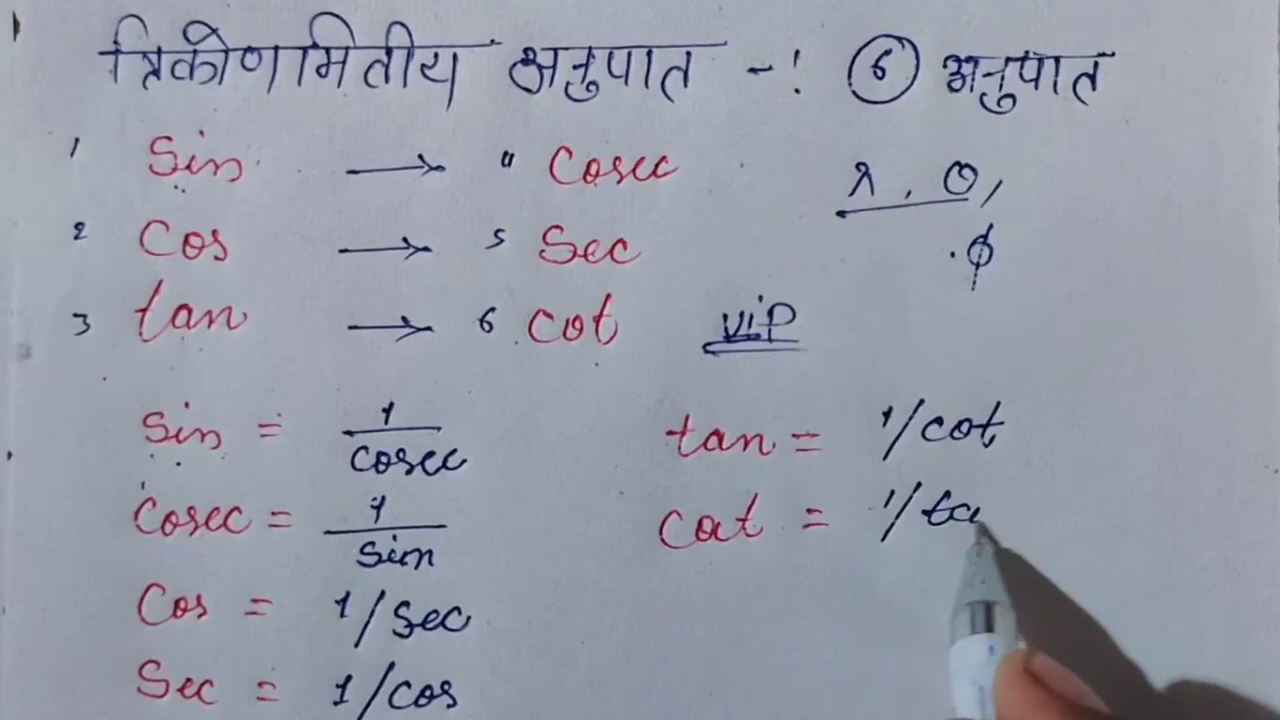 त्रिकोणमितीय अनुपात -: 6 अनुपात
1 Sin → 4 Cosec
θ,
2 Cos → 5 Sec
.ϕ
3 tan → 6 cot VIP
Sin = 1/cosec
tan = 1/cot
Cosec = 1/Sin
Cot = 1/ta
Cos = 1/Sec
Sec = 1/cos